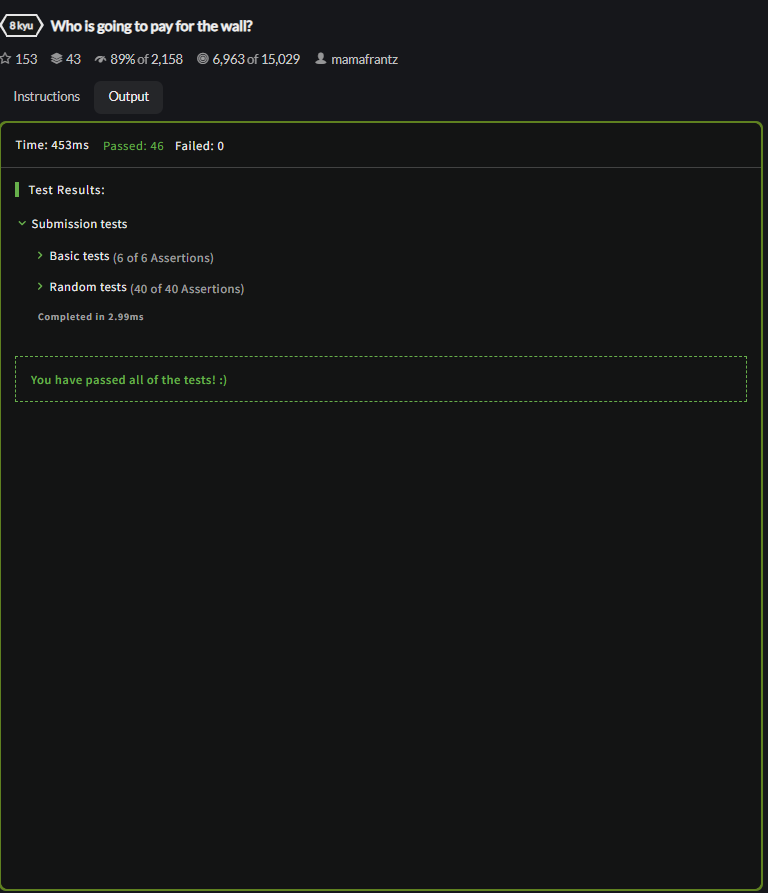 8 kyu Who is going to pay for the wall?
153 43 89% of 2,158 6,963 of 15,029 mamafrantz
Instructions Output
Time: 453ms Passed: 46 Failed: 0
Test Results:
Submission tests
Basic tests (6 of 6 Assertions)
Random tests (40 of 40 Assertions)
Completed in 2.99ms
You have passed all of the tests! :)